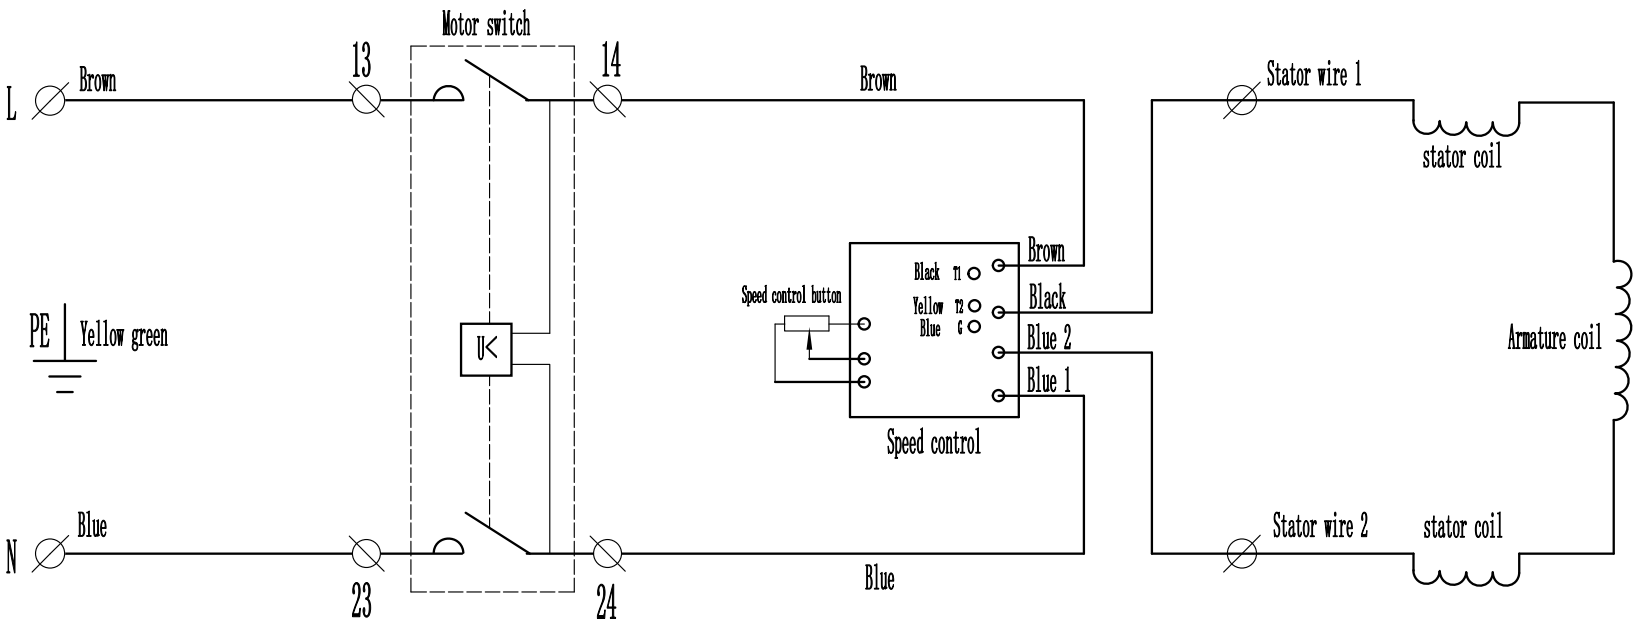 Motor switch
13
14
L
Brown
Brown
Stator wire 1
stator coil
Brown
Black T1
Black
Yellow T2
Speed control button
Blue G
Blue 2
PE
Yellow green
U<
Armature coil
Blue 1
Speed control
N
Blue
Stator wire 2
stator coil
Blue
23
24